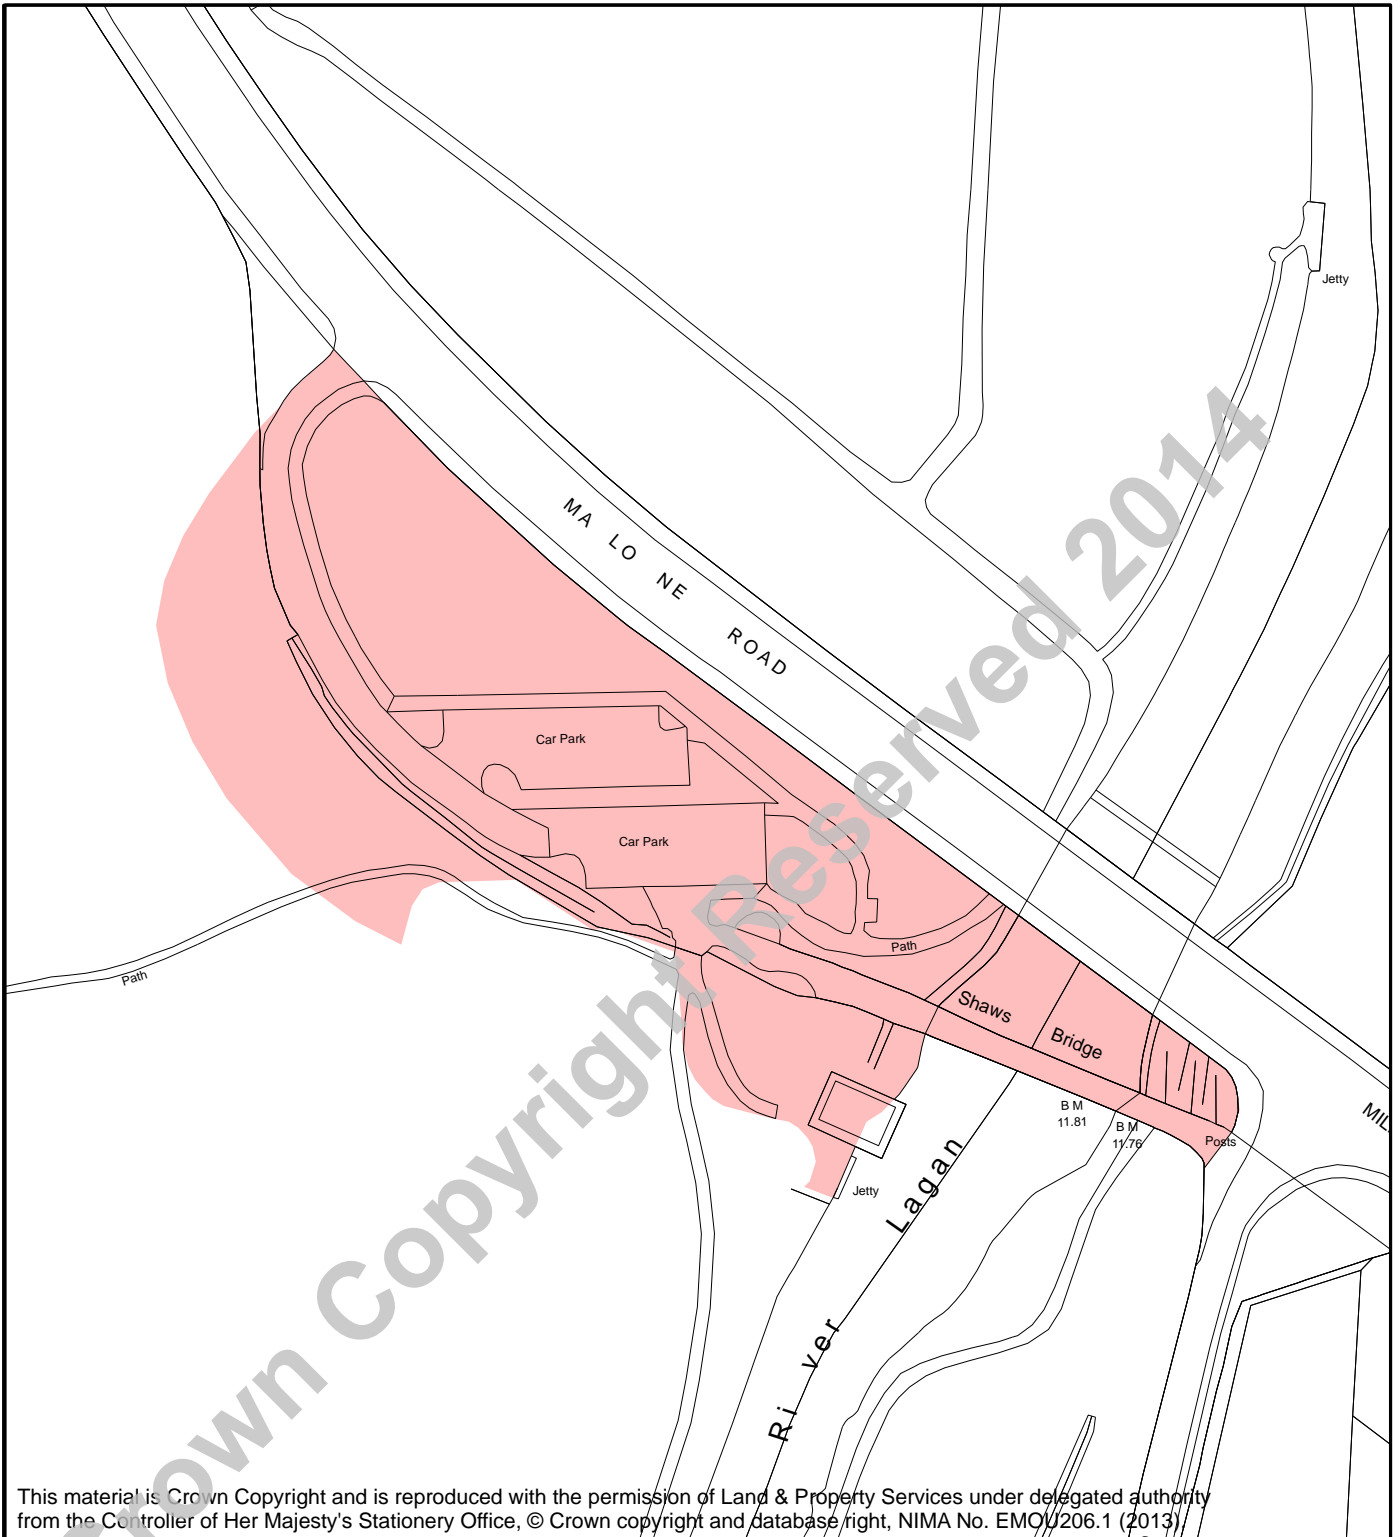 Jetty
MA LO NE ROAD
Car Park
Car Park
Path
Path
Shaws
Bridge
B M
11.81
B M
11.76
Posts
MIL
Jetty
Ri ver Lagan
Crown Copyright Reserved 2014
This material is Crown Copyright and is reproduced with the permission of Land & Property Services under delegated authority
from the Controller of Her Majesty's Stationery Office, © Crown copyright and database right, NIMA No. EMOU206.1 (2013).